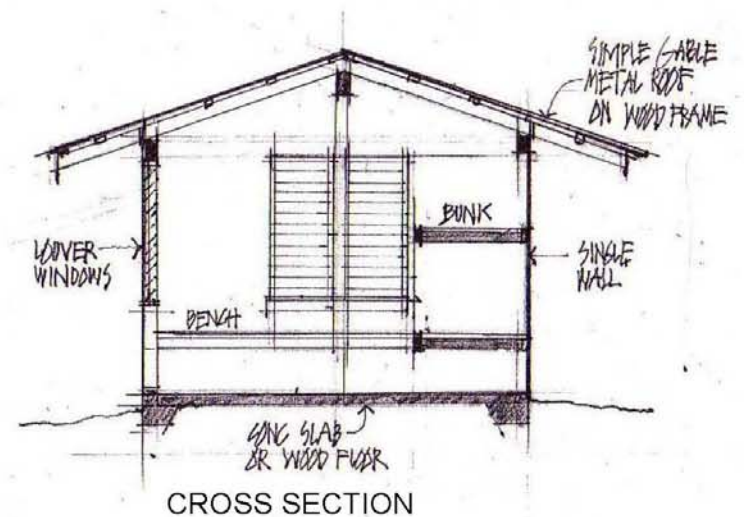 SIMPLE GABLE
METAL ROOF
ON WOOD FRAME
BUNK
LOUVER
WINDOWS
SINGLE
WALL
BENCH
CONC SLAB
OR WOOD FLOOR
CROSS SECTION